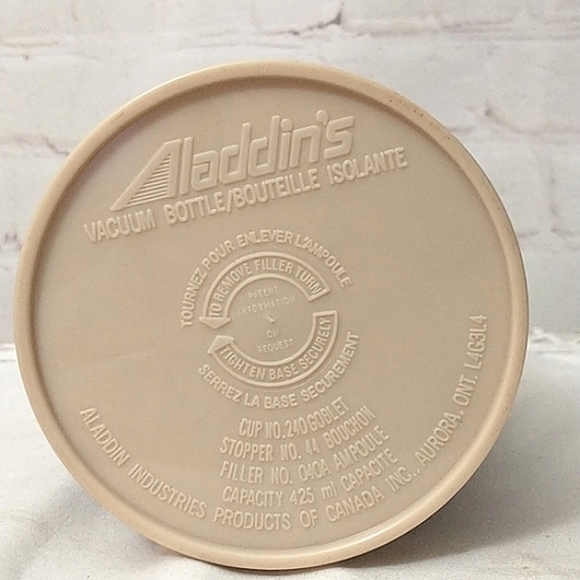 Aladdin's
VACUUM BOTTLE/BOUTEILLE ISOLANTE
TOURNEZ POUR ENLEVER L'AMPOULE
TO REMOVE FILLER TURN
PATENT
INFORMATION
ON
REQUEST
TIGHTEN BASE SECURELY
SERREZ LA BASE SECUREMENT
CUP NO. 240 GOBLET
STOPPER NO. 44 BOUCHON
FILLER NO. 040A AMPOULE
CAPACITY 425 ml CAPACITE
ALADDIN INDUSTRIES PRODUCTS OF CANADA INC., AURORA, ONT. L4G3L4